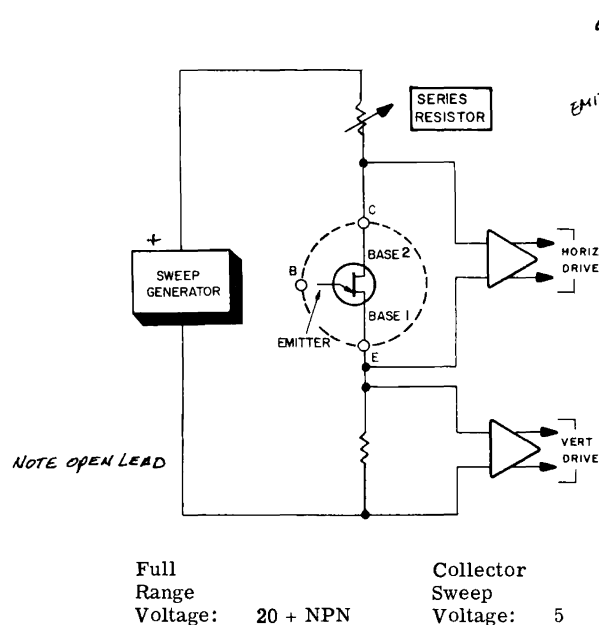 SERIES
RESISTOR
C
+
BASE 2
HORIZ
DRIVE
SWEEP
GENERATOR
B
BASE 1
EMITTER
E
NOTE OPEN LEAD
VERT
DRIVE
Full
Range
Voltage: 20 + NPN
Collector
Sweep
Voltage: 5